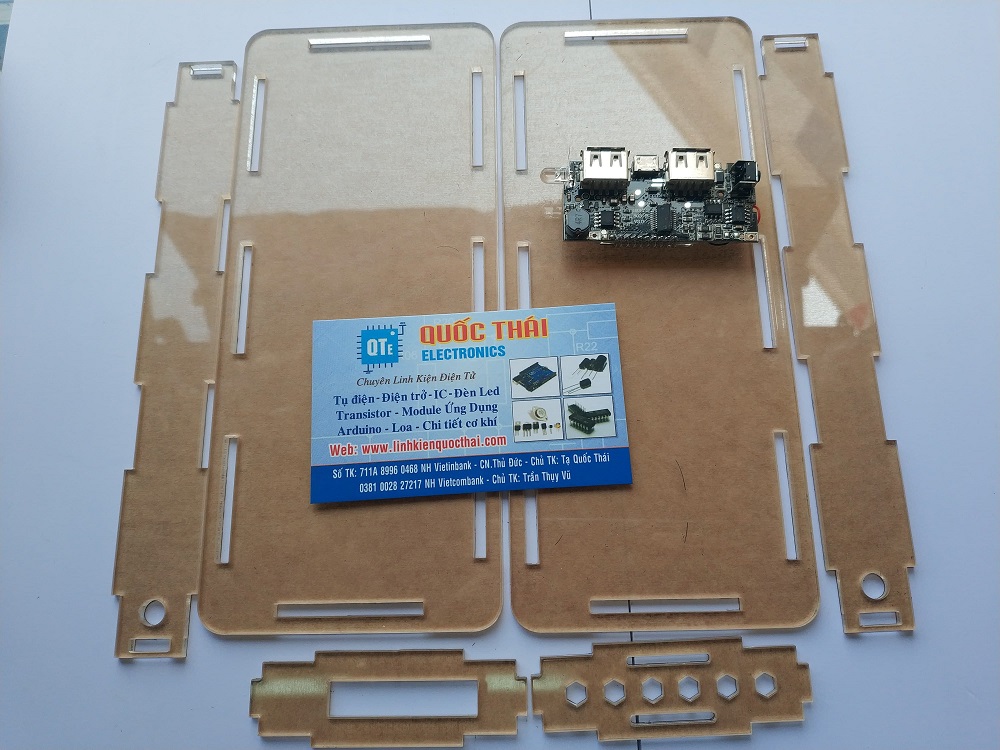 QTE
QUỐC THÁI
ELECTRONICS
Chuyên Linh Kiện Điện Tử
Tụ điện - Điện trở - IC - Đèn Led
Transistor - Module Ứng Dụng
Arduino - Loa - Chi tiết cơ khí
Web: www.linhkienquocthai.com
Số TK: 711A 8996 0468 NH Vietinbank - CN.Thủ Đức - Chủ TK: Tạ Quốc Thái
0381 0028 27217 NH Vietcombank - Chủ TK: Trần Thụy Vũ
R22